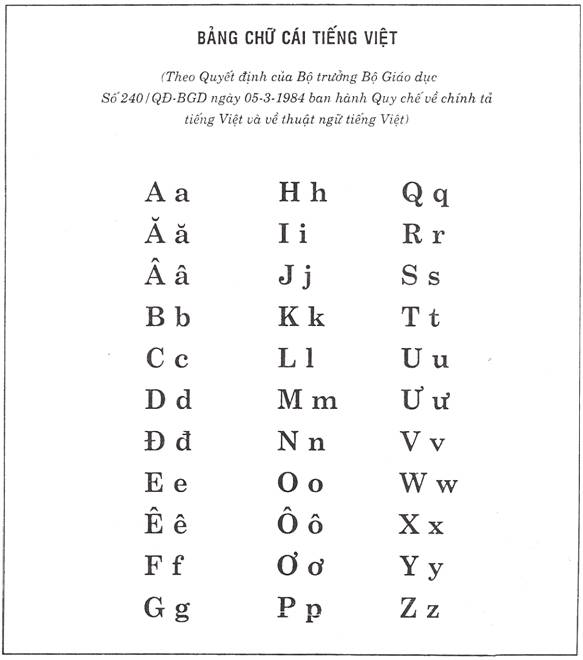 BẢNG CHỮ CÁI TIẾNG VIỆT
(Theo Quyết định của Bộ trưởng Bộ Giáo dục
Số 240/QĐ-BGD ngày 05-3-1984 ban hành Quy chế về chính tả
tiếng Việt và về thuật ngữ tiếng Việt)
A a H h Q q
Ă ă I i R r
Â â J j S s
B b K k T t
C c L l U u
D d M m Ư ư
Đ đ N n V v
E e O o W w
Ê ê Ô ô X x
F f Ơ ơ Y y
G g P p Z z